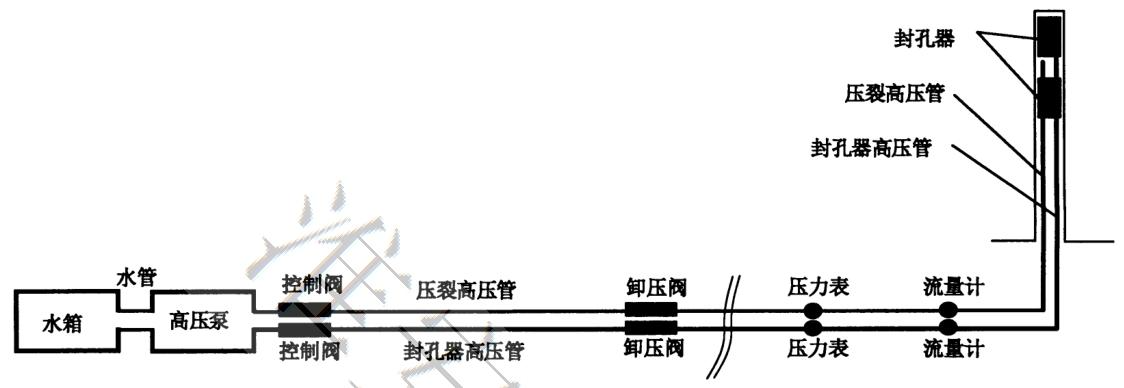 封孔器
压裂高压管
封孔器高压管
水管
控制阀
压裂高压管
卸压阀
压力表
流量计
水箱
高压泵
控制阀
封孔器高压管
卸压阀
压力表
流量计